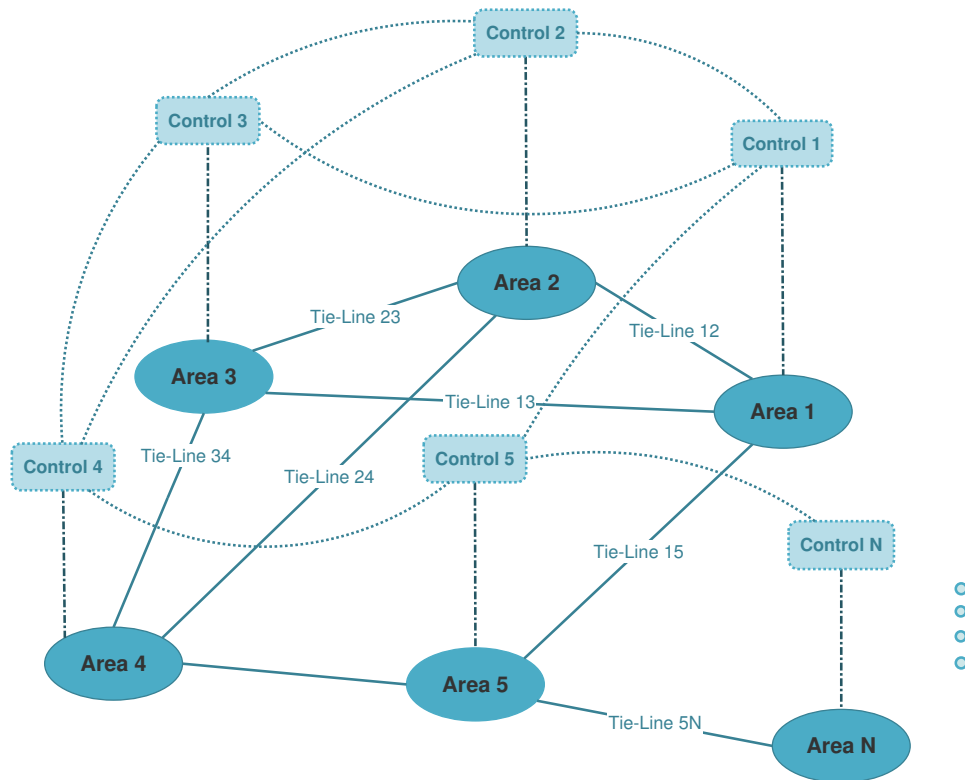 Control 2
Control 3
Control 1
Area 2
Tie-Line 23
Tie-Line 12
Area 3
Tie-Line 13
Area 1
Control 4
Tie-Line 34
Tie-Line 24
Control 5
Tie-Line 15
Control N
Area 4
Area 5
Tie-Line 5N
Area N